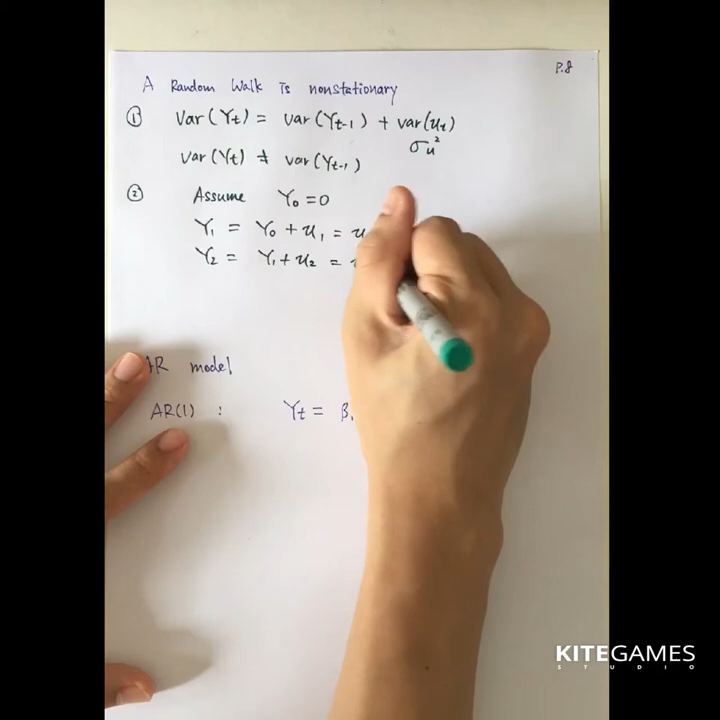 P.8
A Random Walk is nonstationary
① Var(Yt) = var(Yt-1) + var(ut)
σu²
var(Yt) ≠ var(Yt-1)
② Assume Y₀ = 0
Y₁ = Y₀ + u₁ = u
Y₂ = Y₁ + u₂ =
AR model
AR(1) : Yt = β
KITEGAMES
STUDIO